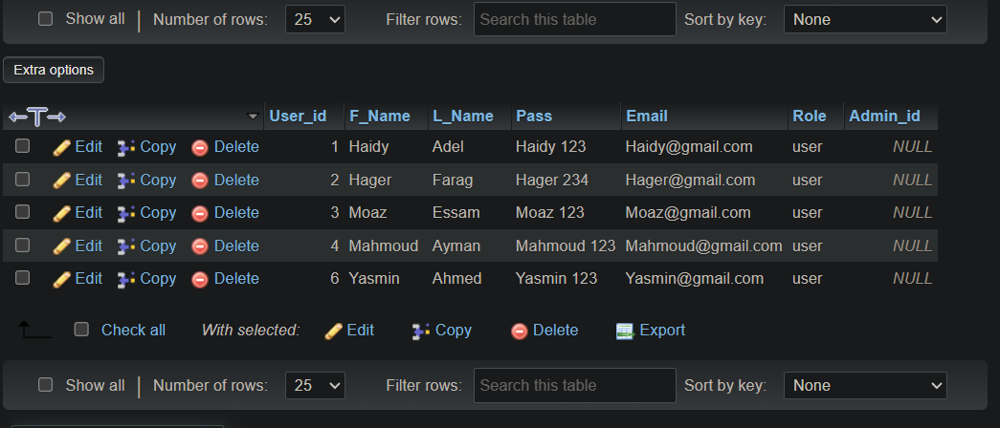 Show all | Number of rows: 25 Filter rows: Search this table Sort by key: None
Extra options
User_id F_Name L_Name Pass Email Role Admin_id
Edit Copy Delete 1 Haidy Adel Haidy 123 Haidy@gmail.com user NULL
Edit Copy Delete 2 Hager Farag Hager 234 Hager@gmail.com user NULL
Edit Copy Delete 3 Moaz Essam Moaz 123 Moaz@gmail.com user NULL
Edit Copy Delete 4 Mahmoud Ayman Mahmoud 123 Mahmoud@gmail.com user NULL
Edit Copy Delete 6 Yasmin Ahmed Yasmin 123 Yasmin@gmail.com user NULL
Check all With selected: Edit Copy Delete Export
Show all | Number of rows: 25 Filter rows: Search this table Sort by key: None